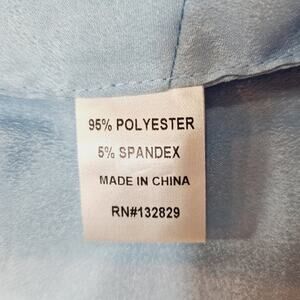 95% POLYESTER
5% SPANDEX
MADE IN CHINA
RN#132829